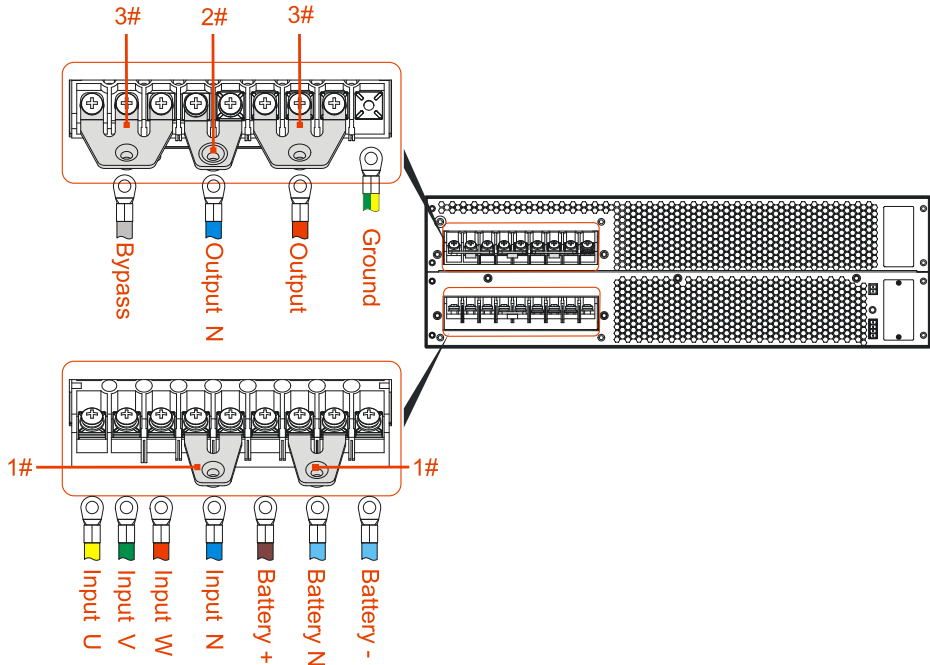 3#
2#
3#
Bypass
Output N
Output
Ground
1#
1#
Input U
Input V
Input W
Input N
Battery +
Battery N
Battery -